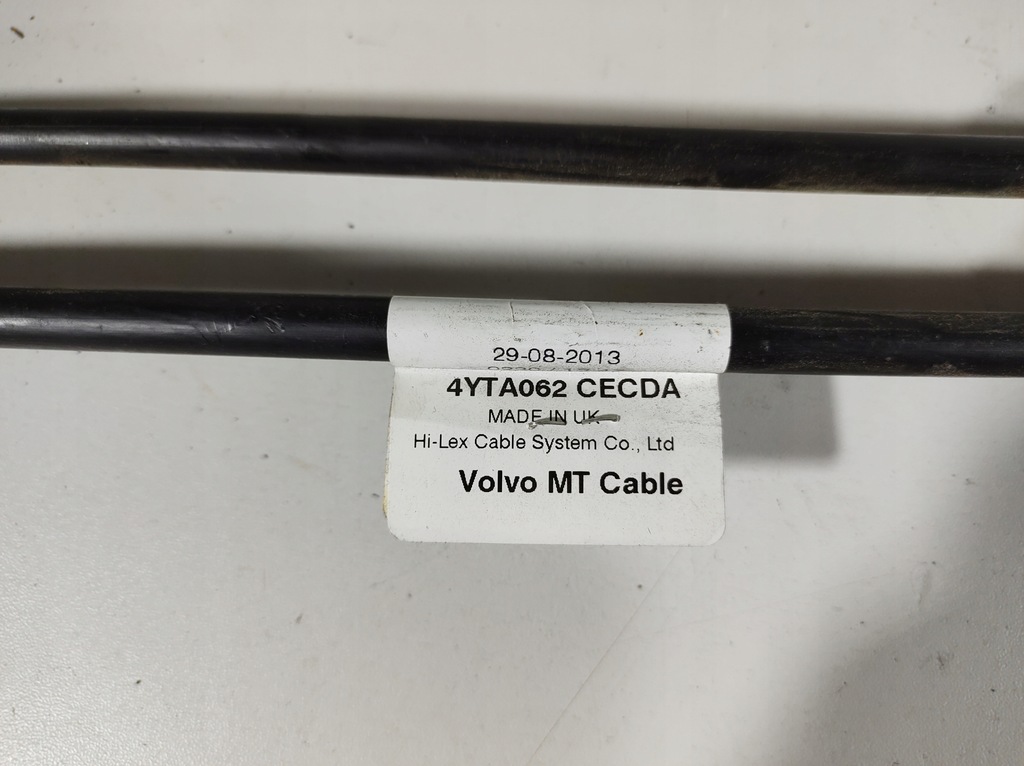 29-08-2013
4YTA062 CECDA
MADE IN UK
Hi-Lex Cable System Co., Ltd
Volvo MT Cable